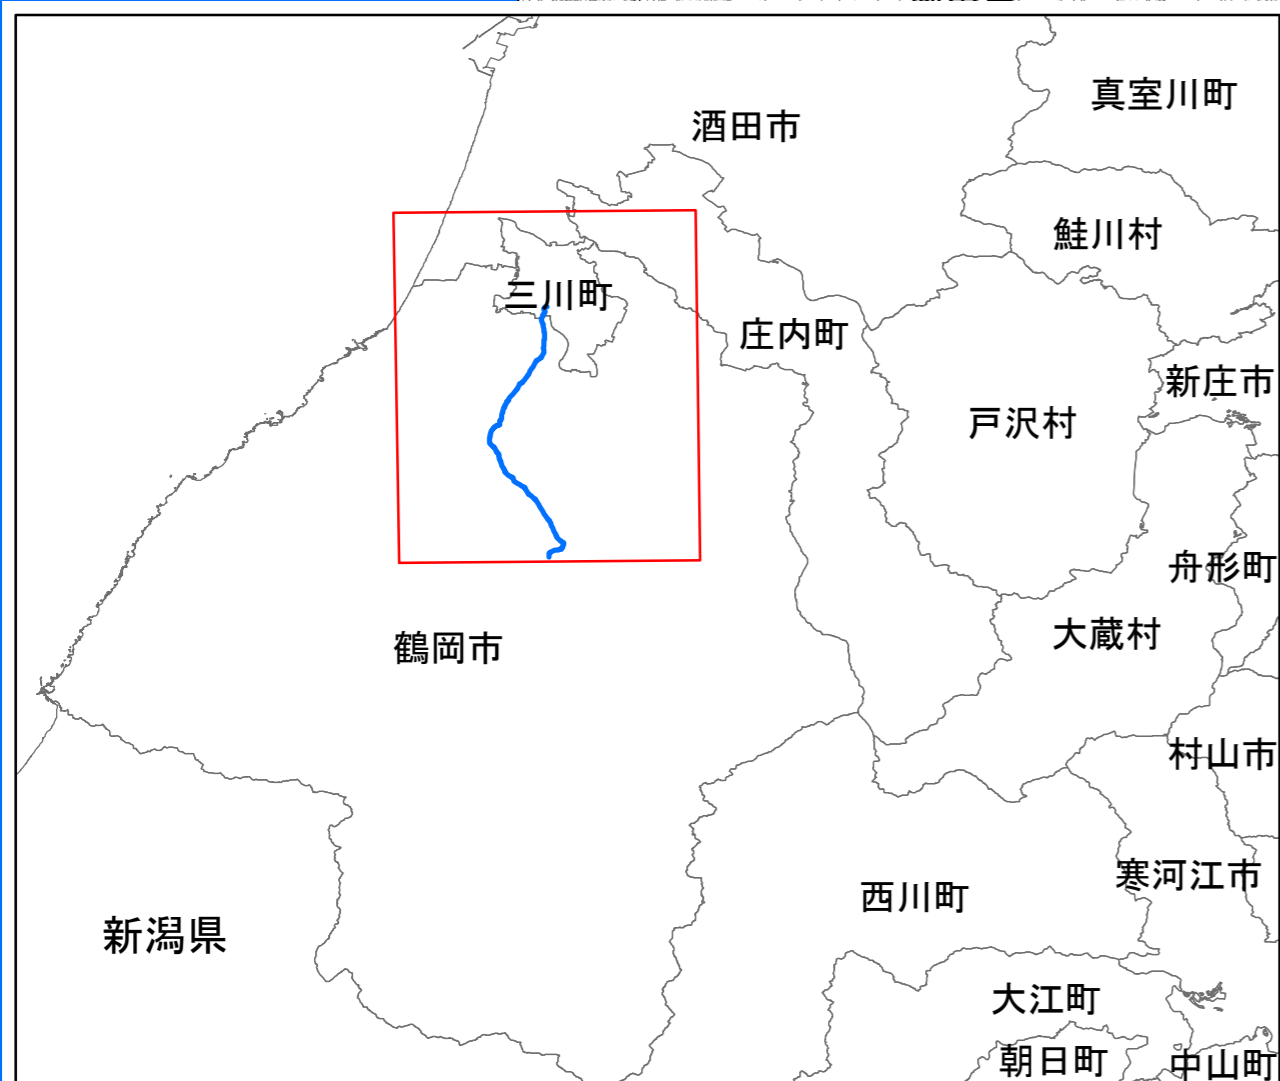 真室川町
酒田市
鮭川村
三川町
庄内町
新庄市
戸沢村
舟形町
大蔵村
鶴岡市
村山市
寒河江市
西川町
新潟県
大江町
朝日町
中山町